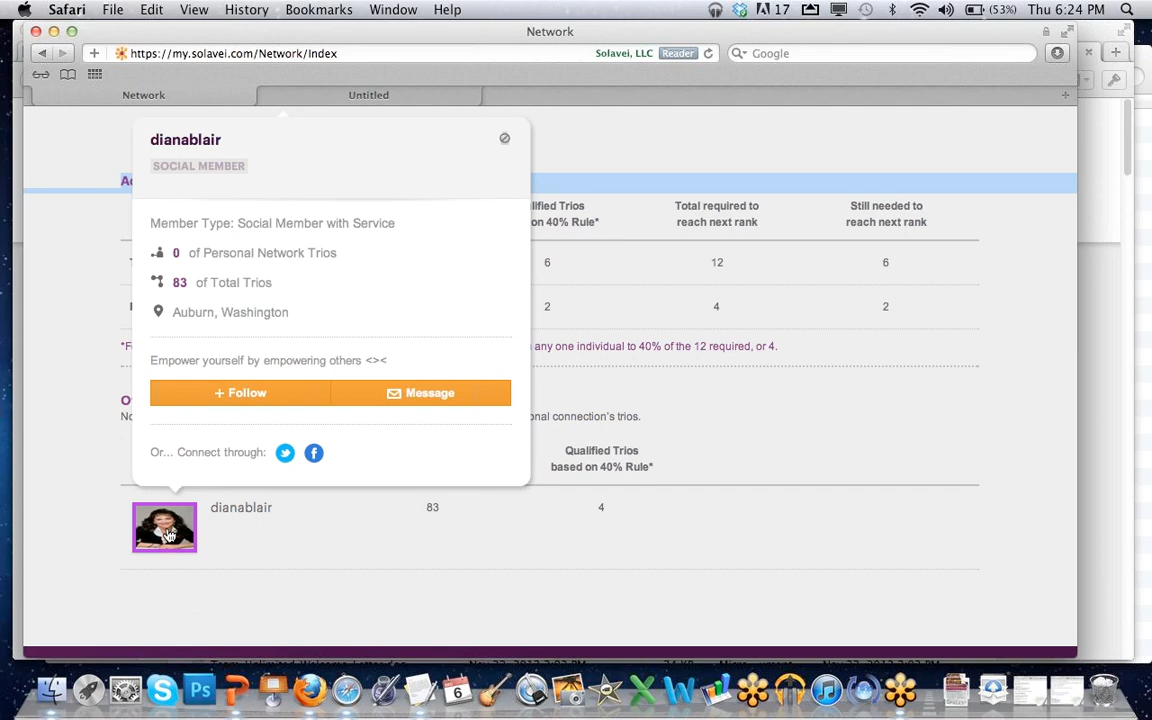 Safari File Edit View History Bookmarks Window Help 17 (53%) Thu 6:24 PM
Network
https://my.solavei.com/Network/Index Solavei, LLC Reader Google
Network Untitled
dianablair
SOCIAL MEMBER
Member Type: Social Member with Service
0 of Personal Network Trios
83 of Total Trios
Auburn, Washington
Empower yourself by empowering others <><
+ Follow Message
Or... Connect through:
Trios Total required to Still needed to
on 40% Rule* reach next rank reach next rank
6 12 6
2 4 2
any one individual to 40% of the 12 required, or 4.
connection's trios.
Qualified Trios
based on 40% Rule*
dianablair 83 4
6